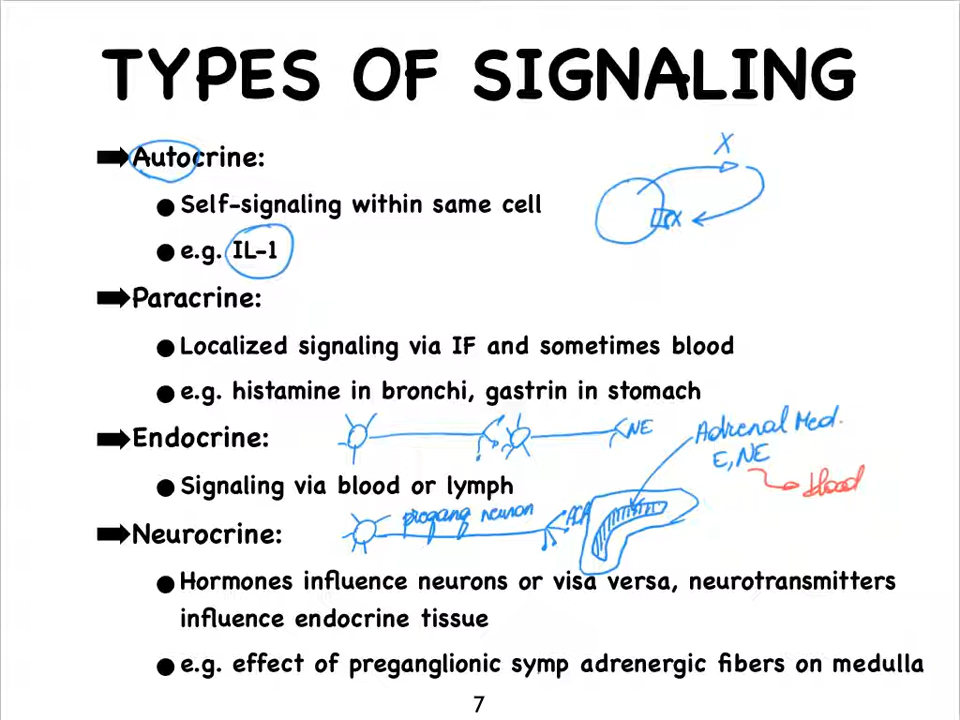 TYPES OF SIGNALING
Autocrine:
X
Self-signaling within same cell
X
e.g. IL-1
Paracrine:
Localized signaling via IF and sometimes blood
e.g. histamine in bronchi, gastrin in stomach
Endocrine:
NE
Adrenal Med.
E, NE
blood
Signaling via blood or lymph
pregang neuron
Neurocrine:
Hormones influence neurons or visa versa, neurotransmitters
influence endocrine tissue
e.g. effect of preganglionic symp adrenergic fibers on medulla
7